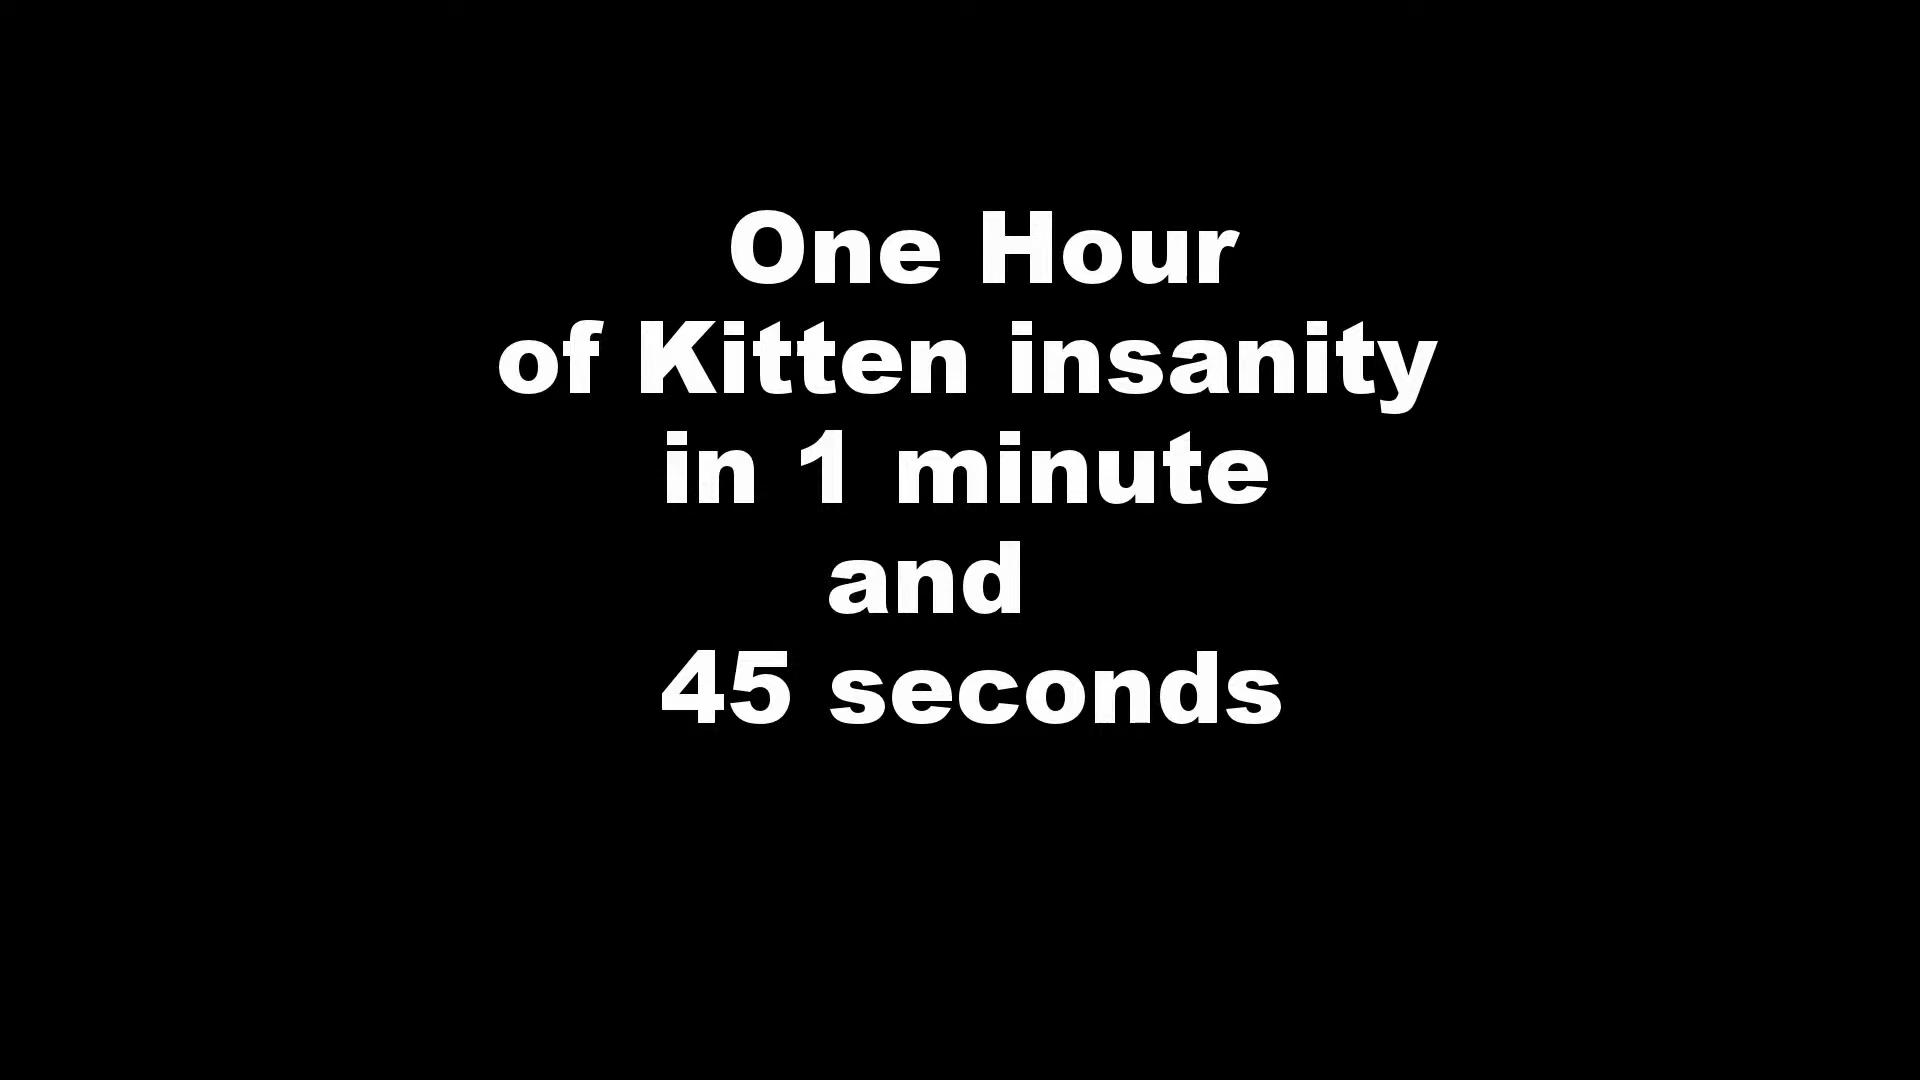 One Hour
of Kitten insanity
in 1 minute
and
45 seconds